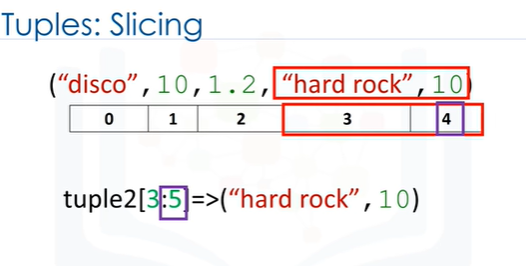 Tuples: Slicing
("disco", 10, 1.2, "hard rock", 10)
0 1 2 3 4
tuple2[3:5]=>("hard rock", 10)